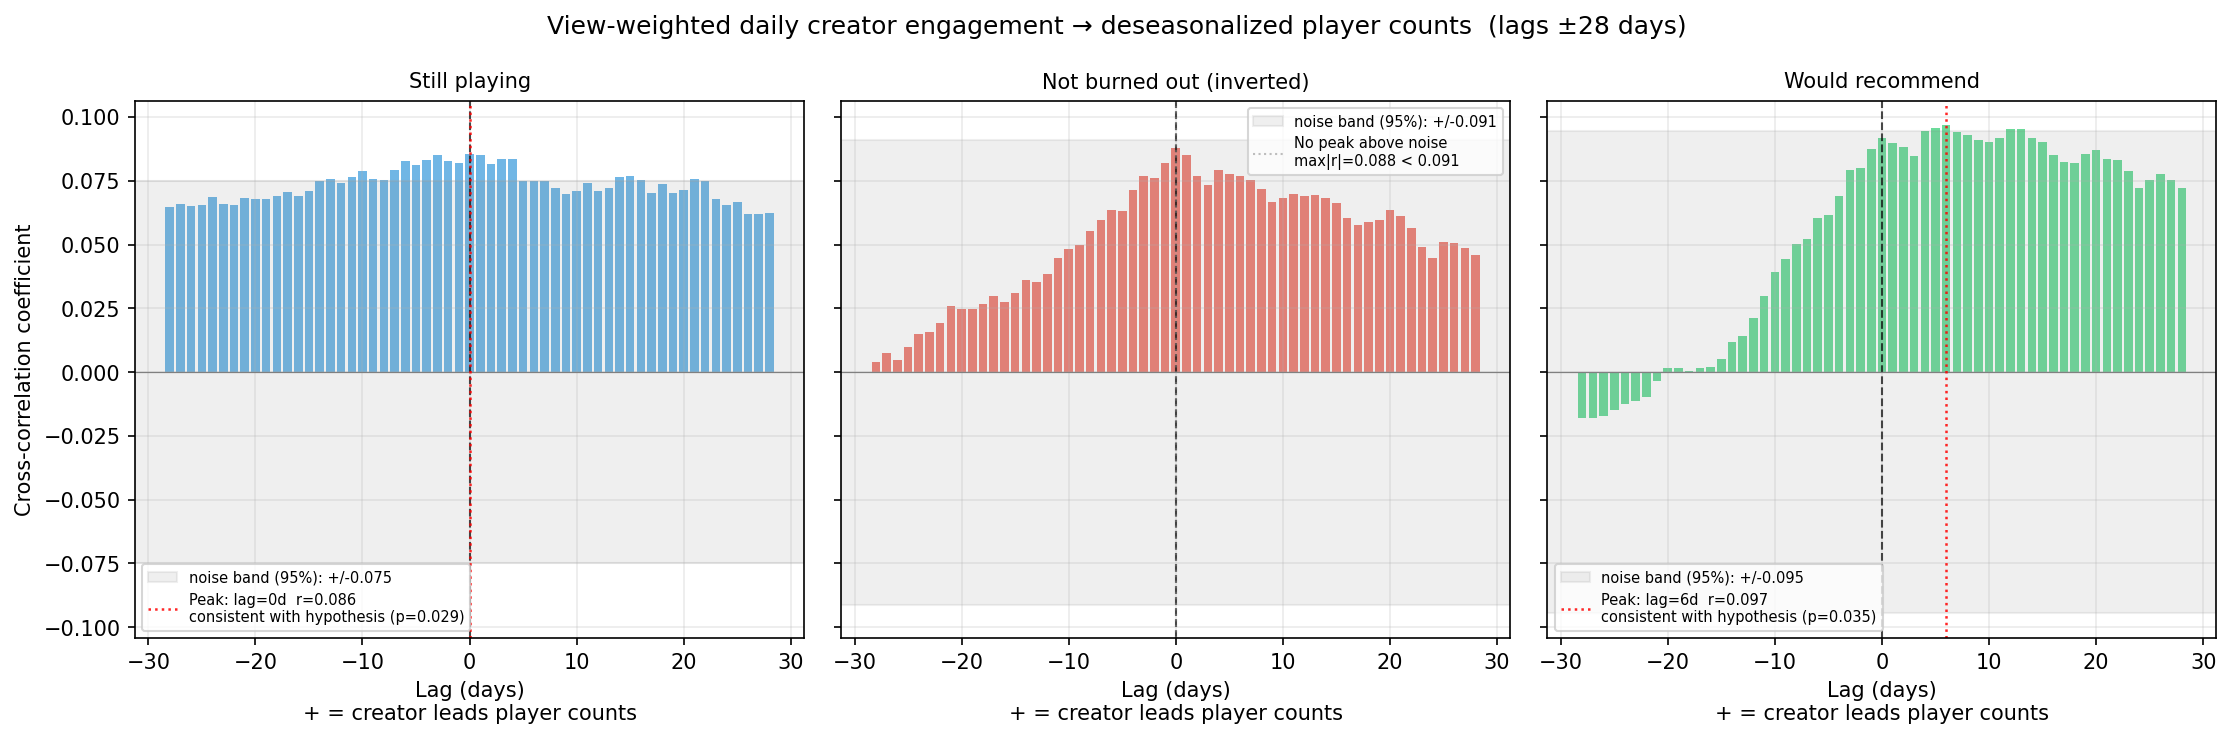 View-weighted daily creator engagement → deseasonalized player counts  (lags ±28 days)
Still playing
Cross-correlation coefficient
0.100
0.075
0.050
0.025
0.000
−0.025
−0.050
−0.075
−0.100
noise band (95%): +/-0.075
Peak: lag=0d  r=0.086
consistent with hypothesis (p=0.029)
−30 −20 −10 0 10 20 30
Lag (days)
+ = creator leads player counts
Not burned out (inverted)
noise band (95%): +/-0.091
No peak above noise
max|r|=0.088 < 0.091
−30 −20 −10 0 10 20 30
Lag (days)
+ = creator leads player counts
Would recommend
noise band (95%): +/-0.095
Peak: lag=6d  r=0.097
consistent with hypothesis (p=0.035)
−30 −20 −10 0 10 20 30
Lag (days)
+ = creator leads player counts